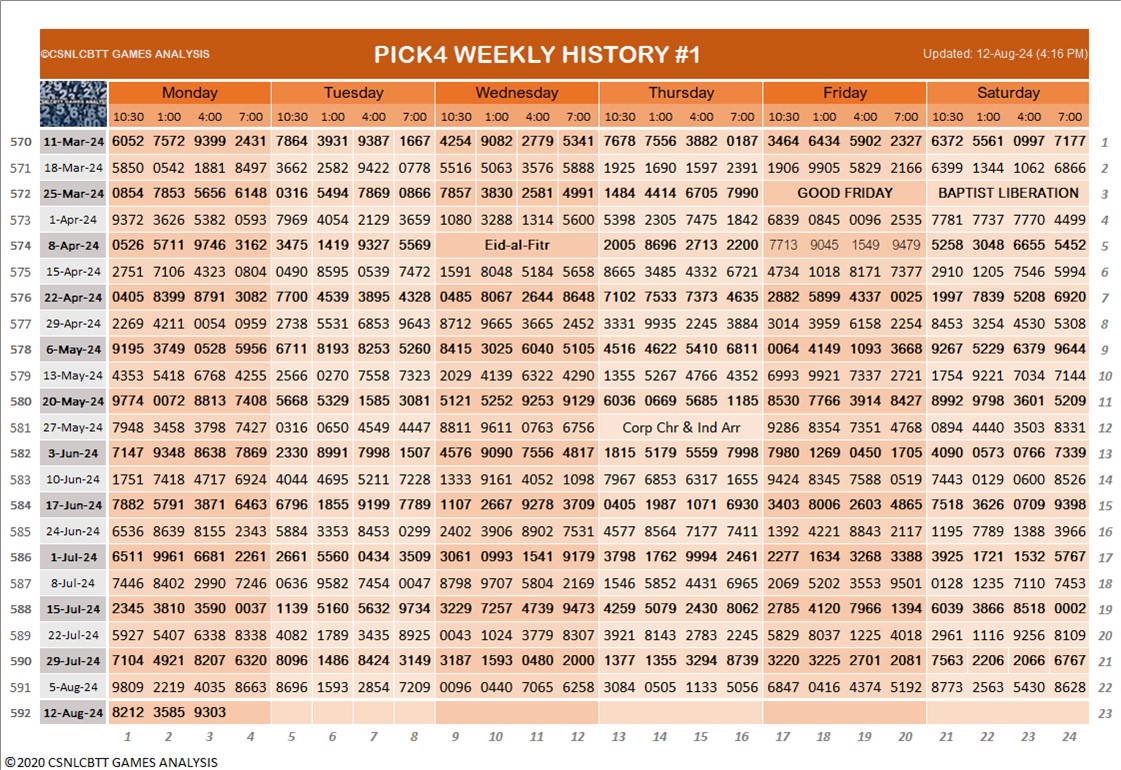 ©CSNLCBTT GAMES ANALYSIS PICK4 WEEKLY HISTORY #1 Updated: 12-Aug-24 (4:16 PM)
Monday Tuesday Wednesday Thursday Friday Saturday
10:30 1:00 4:00 7:00 10:30 1:00 4:00 7:00 10:30 1:00 4:00 7:00 10:30 1:00 4:00 7:00 10:30 1:00 4:00 7:00 10:30 1:00 4:00 7:00
570 11-Mar-24 6052 7572 9399 2431 7864 6931 9387 1667 4254 9082 2779 5341 7678 7556 3882 0187 3464 6434 5902 2327 6372 5561 0997 7177 1
571 18-Mar-24 5850 0542 1881 8497 3662 2582 9422 0778 5516 5063 3576 5888 1925 1690 1597 2391 1906 9905 5829 2166 6399 1344 1062 6866 2
572 25-Mar-24 0854 7853 5656 6148 0316 5494 7869 0866 7857 3830 2581 4991 1484 4414 6705 7990 GOOD FRIDAY BAPTIST LIBERATION 3
573 1-Apr-24 9372 3626 5382 0593 7969 4054 2129 3659 1080 3288 1314 5600 5398 2305 7475 1842 6839 0845 0096 2535 7781 7737 7770 4499 4
574 8-Apr-24 0526 5711 9746 3162 3475 1419 9327 5569 Eid-al-Fitr 2005 8696 2713 2200 7713 9045 1549 9479 5258 3048 6655 5452 5
575 15-Apr-24 2751 7106 4323 0804 0490 8595 0539 7472 1591 8048 5184 5658 8665 3485 4332 6721 4734 1018 8171 7377 2910 1205 7546 5994 6
576 22-Apr-24 0405 8399 8791 3082 7700 4539 3895 4328 0485 8067 2644 8648 7102 7533 7373 4635 2882 5899 4337 0025 1997 7839 5208 6920 7
577 29-Apr-24 2269 4211 0054 0959 2738 5531 6853 9643 8712 9665 3665 2452 3331 9935 2245 3884 3014 3959 6158 2254 8453 3254 4530 5308 8
578 6-May-24 9195 3749 0528 5956 6711 8193 8253 5260 8415 3025 6040 5105 4516 4622 5410 6811 0064 4149 1093 3668 9267 5229 6379 9644 9
579 13-May-24 4353 5418 6768 4255 2566 0270 7558 7323 2029 4139 6322 4290 1355 5267 4766 4352 6993 9921 7337 2721 1754 9221 7034 7144 10
580 20-May-24 9774 0072 8813 7408 5668 5329 1585 3081 5121 5252 9253 9129 6036 0669 5685 1185 8530 7766 3914 8427 8992 9798 3601 5209 11
581 27-May-24 7948 3458 3798 7427 0316 0650 4549 4447 8811 9611 0763 6756 Corp Chr & Ind Arr 9286 8354 7351 4768 0894 4440 3503 8331 12
582 3-Jun-24 7147 9348 8638 7869 2330 8991 7998 1507 4576 9090 7556 4817 1815 5179 5559 7998 7980 1269 0450 1705 4090 0573 0766 7339 13
583 10-Jun-24 1751 7418 4717 6924 4044 4695 5211 7228 1333 9161 4052 1098 7967 6853 6317 1655 9424 8345 7588 0519 7443 0129 0600 8526 14
584 17-Jun-24 7882 5791 3871 6463 6796 1855 9199 7789 1107 2667 9278 3709 0405 1987 1071 6930 3403 8006 2603 4865 7518 3626 0709 9398 15
585 24-Jun-24 6536 8639 8155 2343 5884 3353 8453 0299 2402 3906 8902 7531 4577 8564 7177 7411 1392 4221 8843 2117 1195 7789 1388 3966 16
586 1-Jul-24 6511 9961 6681 2261 2661 5560 0434 3509 3061 0993 1541 9179 3798 1762 9994 2461 2277 1634 3268 3388 3925 1721 1532 5767 17
587 8-Jul-24 7446 8402 2990 7246 0636 9582 7454 0047 8798 9707 5804 2169 1546 5852 4431 6965 2069 5202 3553 9501 0128 1235 7110 7453 18
588 15-Jul-24 2345 3810 3590 0037 1139 5160 5632 9734 3229 7257 4739 9473 4259 5079 2430 8062 2785 4120 7966 1394 6039 3866 8518 0002 19
589 22-Jul-24 5927 5407 6338 8338 4082 1789 3435 8925 0043 1024 3779 8307 3921 8143 2783 2245 5829 8037 1225 4018 2961 1116 9256 8109 20
590 29-Jul-24 7104 4921 8207 6320 8096 1486 8424 3149 3187 1593 0480 2000 1377 1355 3294 8739 3220 3225 2701 2081 7563 2206 2066 6767 21
591 5-Aug-24 9809 2219 4035 8663 8696 1593 2854 7209 0096 0440 7065 6258 3084 0505 1133 5056 6847 0416 4374 5192 8773 2563 5430 8628 22
592 12-Aug-24 8212 3585 9303 23
1 2 3 4 5 6 7 8 9 10 11 12 13 14 15 16 17 18 19 20 21 22 23 24
©2020 CSNLCBTT GAMES ANALYSIS